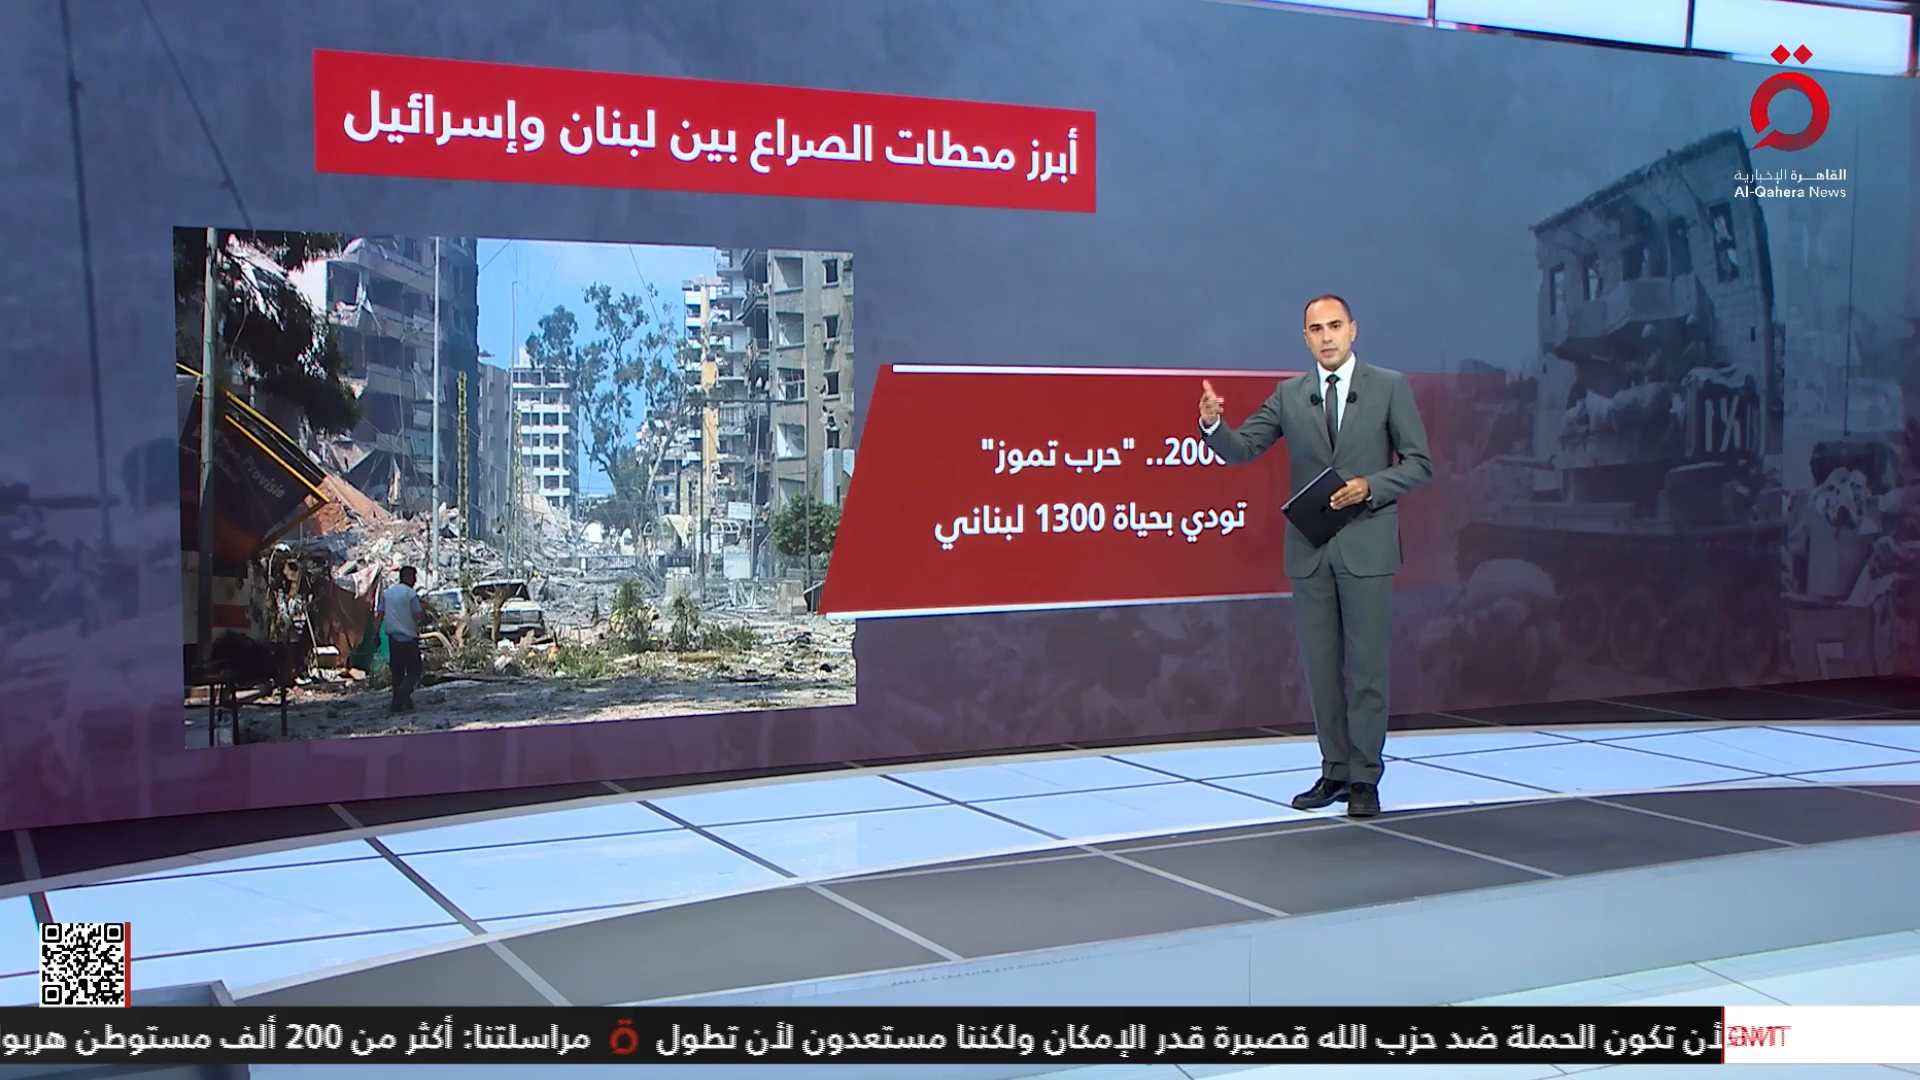 أبرز محطات الصراع بين لبنان وإسرائيل
القاهرة الإخبارية
Al-Qahera News
.. "حرب تموز"
تودي بحياة 1300 لبناني
لأن تكون الحملة ضد حزب الله قصيرة قدر الإمكان ولكننا مستعدون لأن تطول
مراسلتنا: أكثر من 200 ألف مستوطن